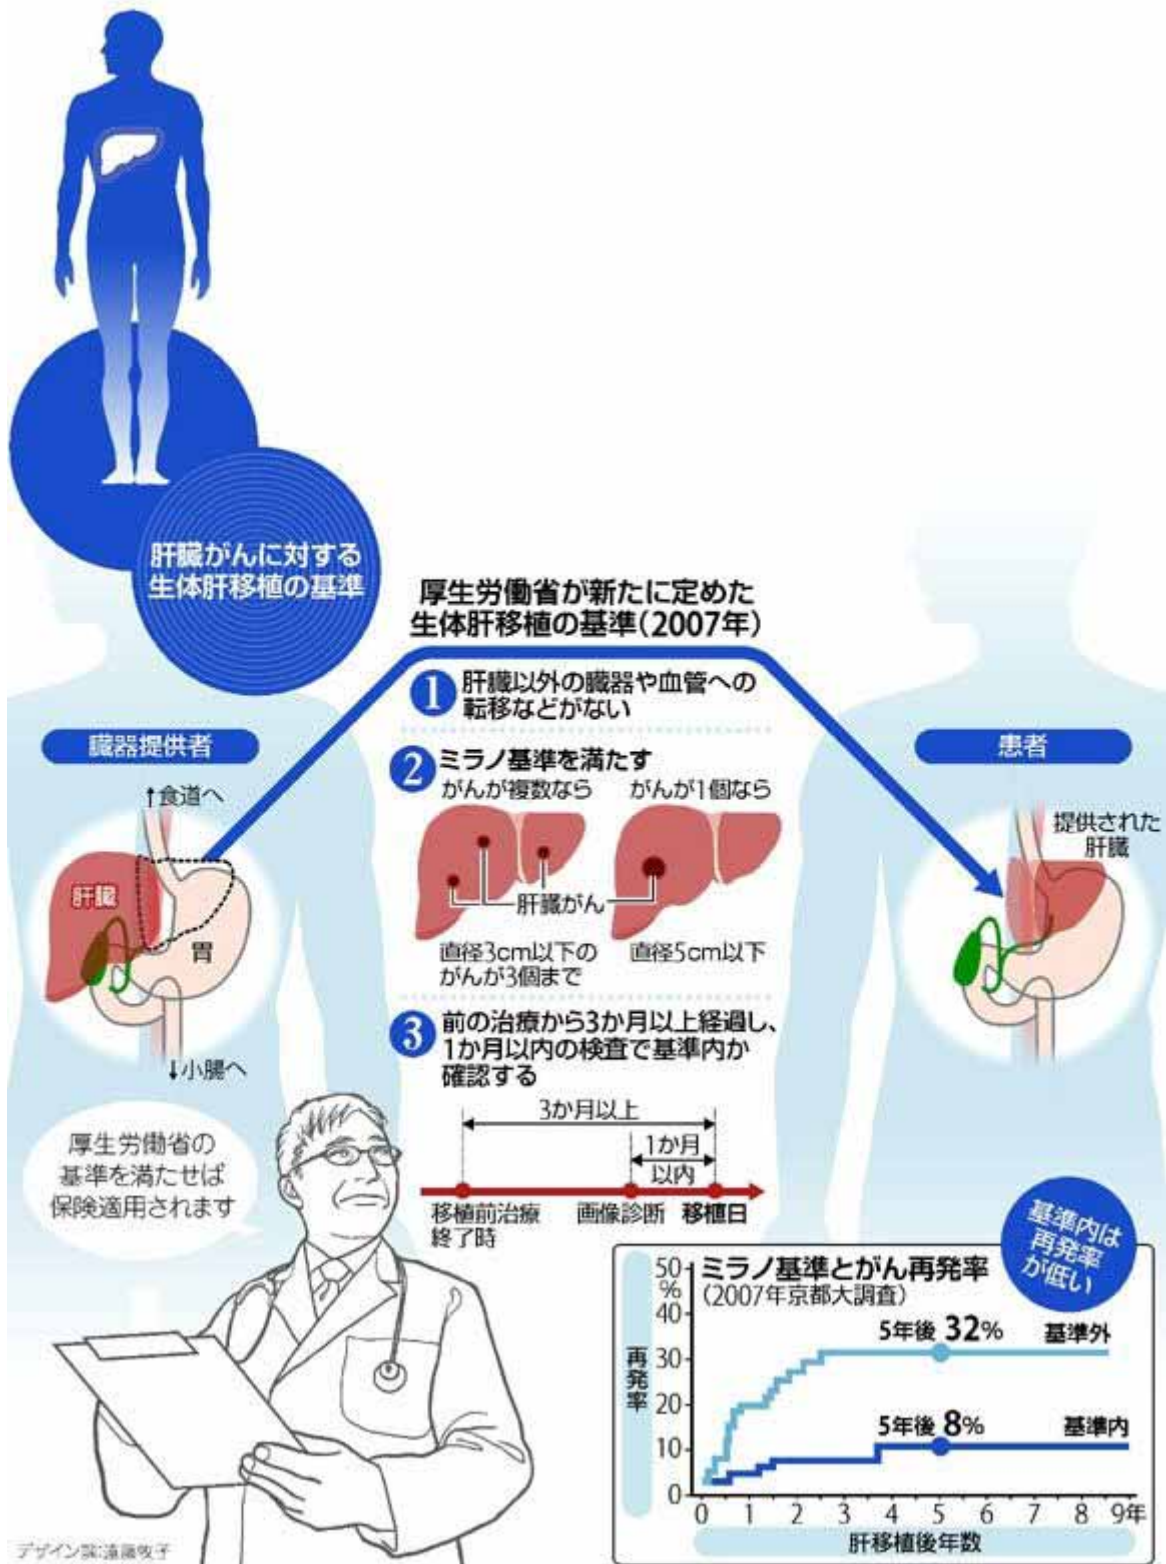 肝臓がんに対する
生体肝移植の基準
厚生労働省が新たに定めた
生体肝移植の基準(2007年)
1 肝臓以外の臓器や血管への
転移などがない
臓器提供者
↑食道へ
肝臓
胃
↓小腸へ
2 ミラノ基準を満たす
がんが複数なら
がんが1個なら
肝臓がん
直径3cm以下の
がんが3個まで
直径5cm以下
患者
提供された
肝臓
3 前の治療から3か月以上経過し、
1か月以内の検査で基準内か
確認する
3か月以上
1か月
以内
移植前治療
終了時
画像診断
移植日
厚生労働省の
基準を満たせば
保険適用されます
基準内は
再発率
が低い
ミラノ基準とがん再発率
(2007年京都大調査)
50
%
40
30
20
10
0
再発率
5年後 32%
基準外
5年後 8%
基準内
0 1 2 3 4 5 6 7 8 9年
肝移植後年数
デザイン課